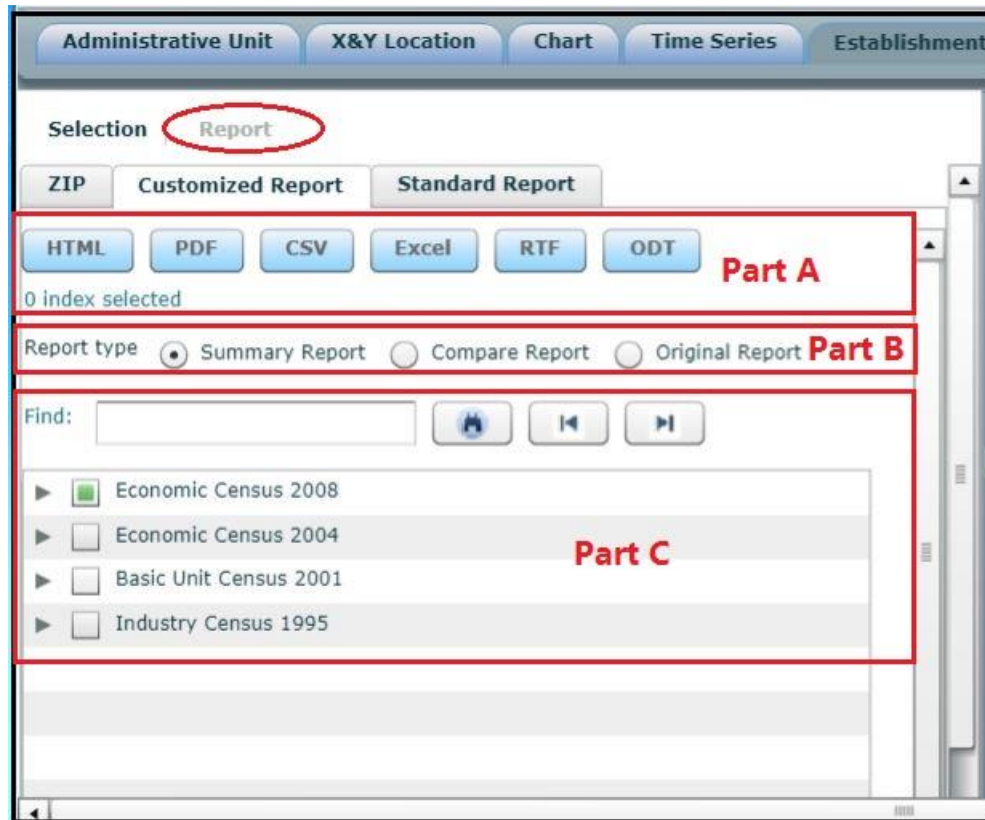 Administrative Unit X&Y Location Chart Time Series Establishment
Selection Report
ZIP Customized Report Standard Report
HTML PDF CSV Excel RTF ODT
Part A
0 index selected
Report type Summary Report Compare Report Original Report Part B
Find:
Economic Census 2008
Economic Census 2004
Part C
Basic Unit Census 2001
Industry Census 1995